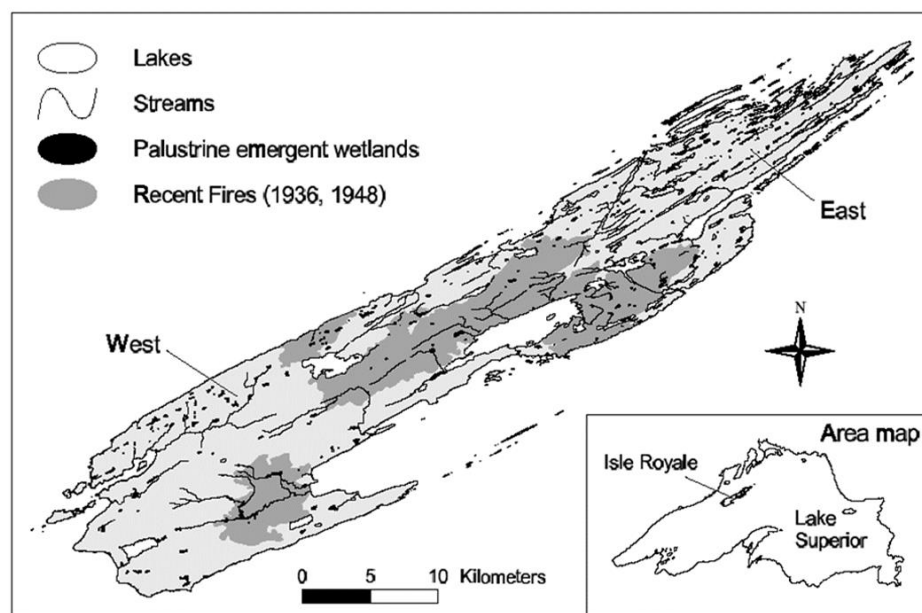 Lakes
Streams
Palustrine emergent wetlands
Recent Fires (1936, 1948)
East
West
N
Area map
Isle Royale
Lake
Superior
0 5 10 Kilometers